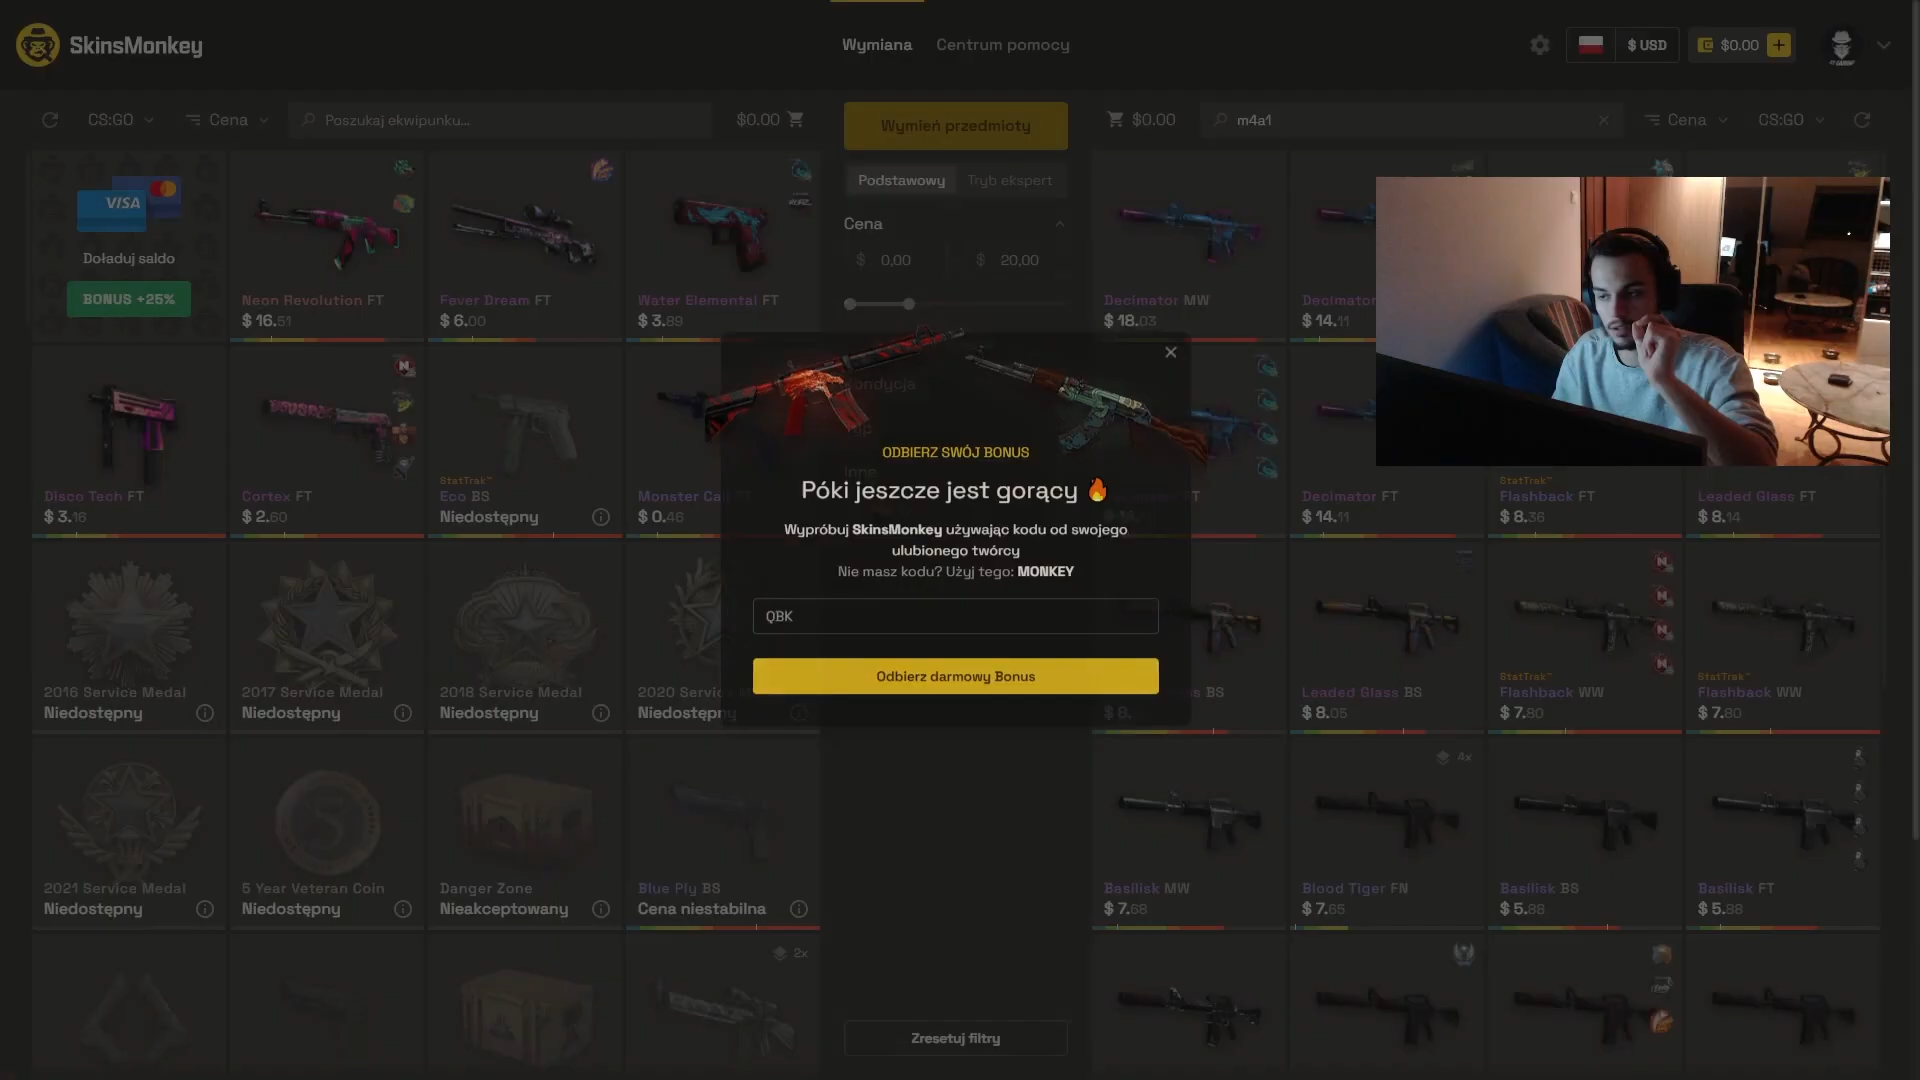 SkinsMonkey
Wymiana
Centrum pomocy
$ USD
$0.00
CS:GO
Cena
Poszukaj ekwipunku...
$0.00
Wymień przedmioty
$0.00
m4a1
Cena
CS:GO
Podstawowy
Tryb ekspert
Cena
$ 0,00
$ 20,00
VISA
Doładuj saldo
BONUS +25%
Neon Revolution FT
$ 16.51
Fever Dream FT
$ 6.00
Water Elemental FT
$ 3.89
Decimator MW
$ 18.03
Decimator
$ 14.11
Disco Tech FT
$ 3.16
Cortex FT
$ 2.60
StatTrak™
Eco BS
Niedostępny
Monster Ca
$ 0.46
ODBIERZ SWÓJ BONUS
Póki jeszcze jest gorący
Wypróbuj SkinsMonkey używając kodu od swojego
ulubionego twórcy
Nie masz kodu? Użyj tego: MONKEY
QBK
Odbierz darmowy Bonus
Decimator FT
$ 14.11
StatTrak™
Flashback FT
$ 8.36
Leaded Glass FT
$ 8.14
2016 Service Medal
Niedostępny
2017 Service Medal
Niedostępny
2018 Service Medal
Niedostępny
2020 Servic
Niedostępny
BS
$ 8.
Leaded Glass BS
$ 8.05
StatTrak™
Flashback WW
$ 7.80
StatTrak™
Flashback WW
$ 7.80
2021 Service Medal
Niedostępny
5 Year Veteran Coin
Niedostępny
Danger Zone
Nieakceptowany
Blue Ply BS
Cena niestabilna
4x
Basilisk MW
$ 7.68
Blood Tiger FN
$ 7.65
Basilisk BS
$ 5.88
Basilisk FT
$ 5.88
2x
Zresetuj filtry